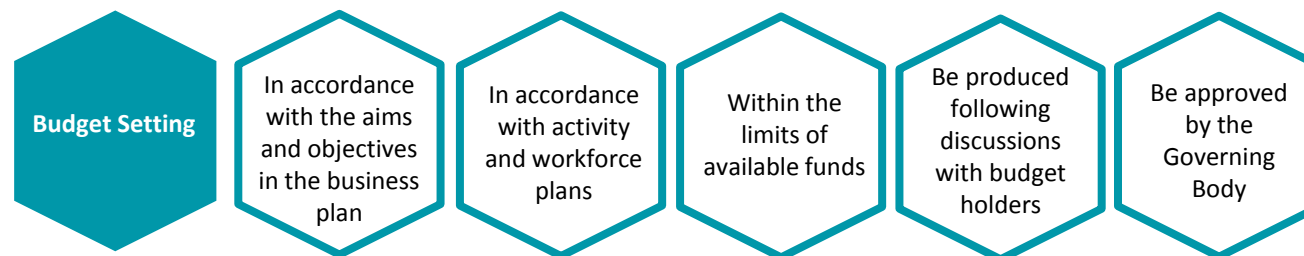 Budget Setting
In accordance
with the aims
and objectives
in the business
plan
In accordance
with activity
and workforce
plans
Within the
limits of
available funds
Be produced
following
discussions
with budget
holders
Be approved
by the
Governing
Body